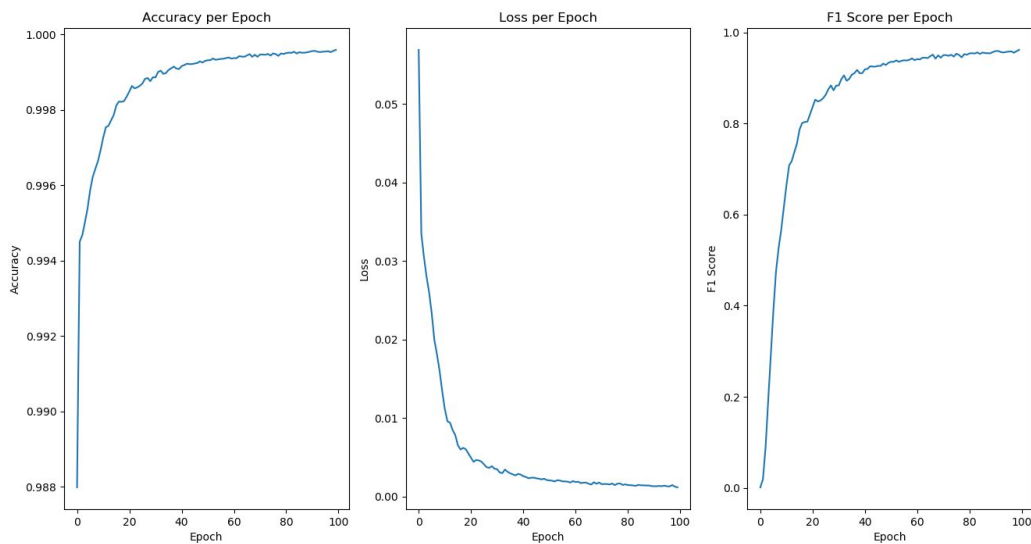 Accuracy per Epoch
1.000
0.998
0.996
0.994
0.992
0.990
0.988
Accuracy
0 20 40 60 80 100
Epoch
Loss per Epoch
0.05
0.04
0.03
0.02
0.01
0.00
Loss
0 20 40 60 80 100
Epoch
F1 Score per Epoch
1.0
0.8
0.6
0.4
0.2
0.0
F1 Score
0 20 40 60 80 100
Epoch